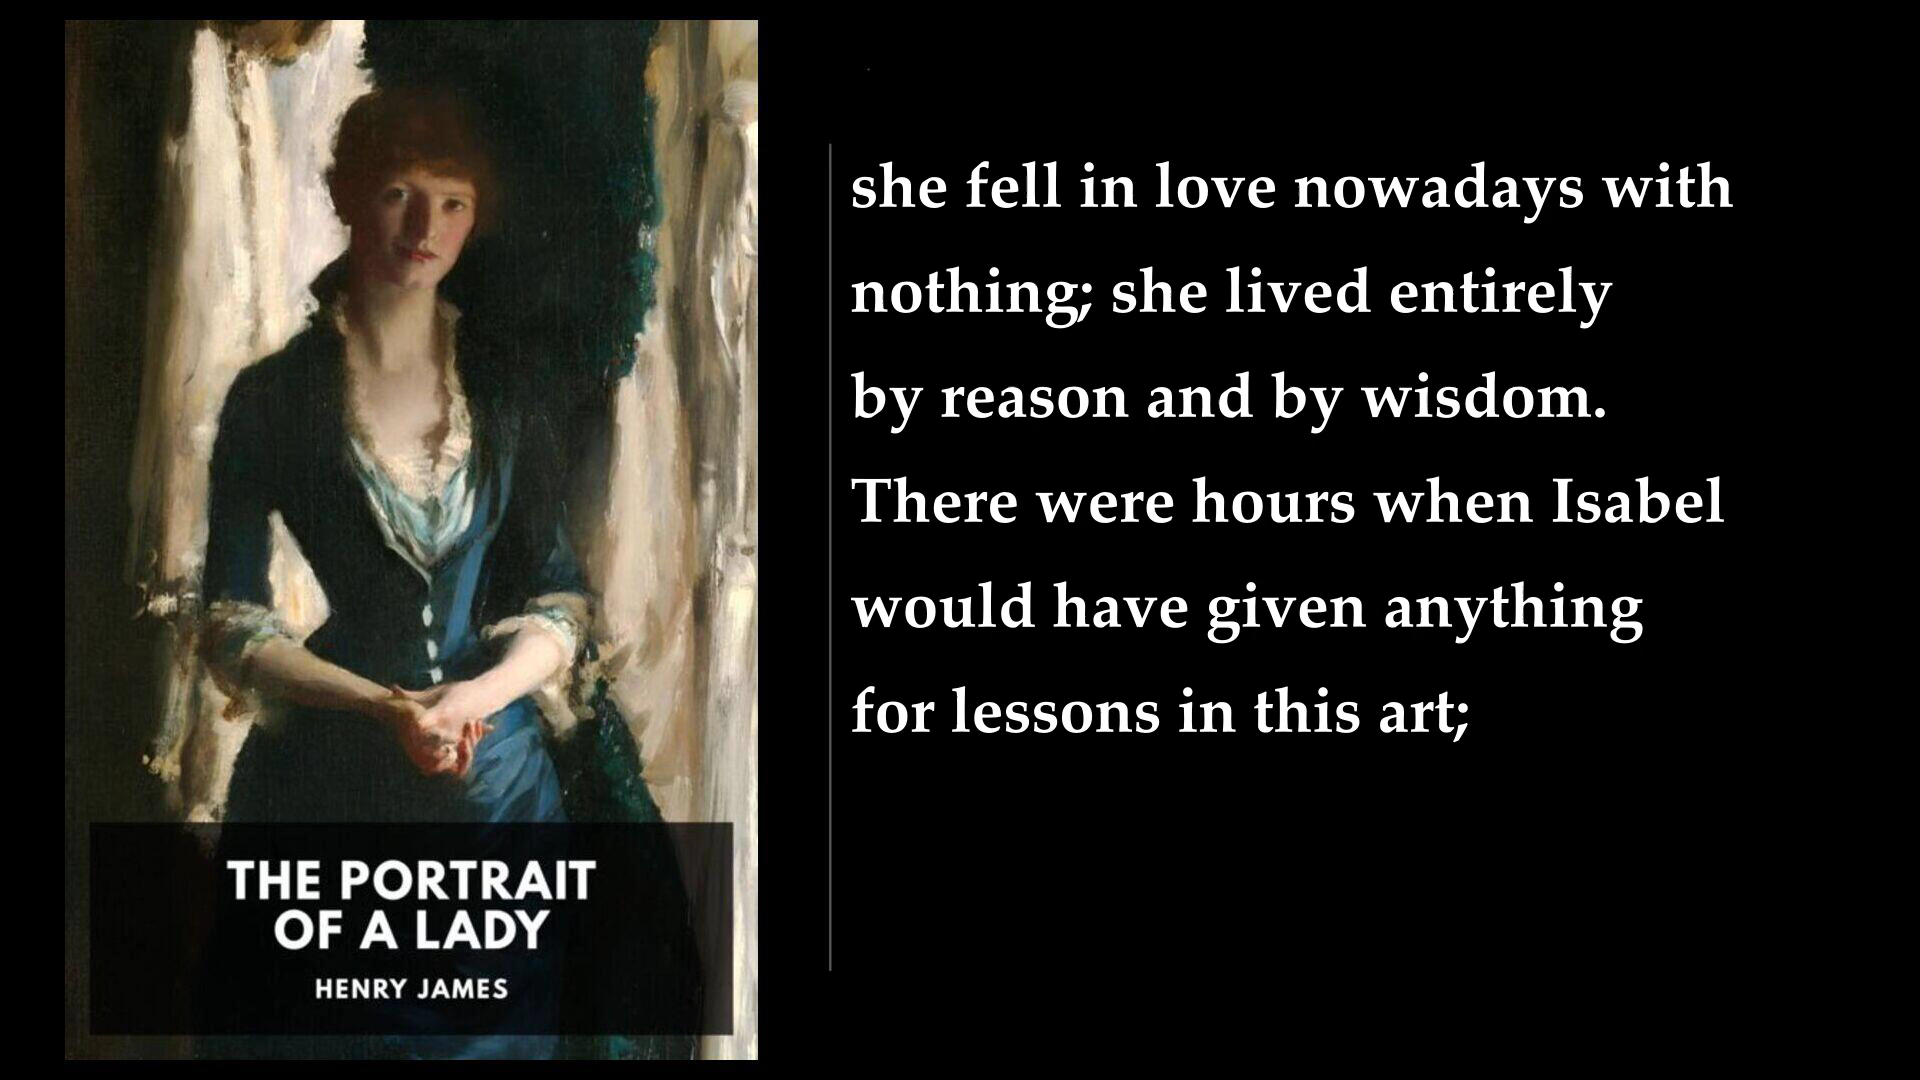 she fell in love nowadays with
nothing; she lived entirely
by reason and by wisdom.
There were hours when Isabel
would have given anything
for lessons in this art;
THE PORTRAIT
OF A LADY
HENRY JAMES